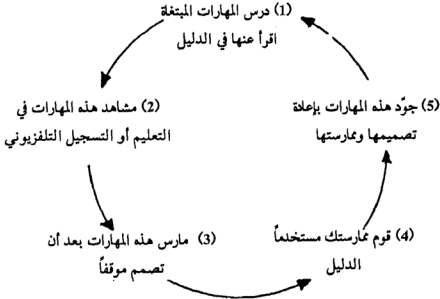 (1) درس المهارات المبتغاة
اقرأ عنها في الدليل
(2) مشاهد هذه المهارات في
التعليم أو التسجيل التلفزيوني
(3) مارس هذه المهارات بعد أن
تصمم موقفاً
(4) قوم ممارستك مستخدماً
الدليل
(5) جوّد هذه المهارات بإعادة
تصميمها وممارستها